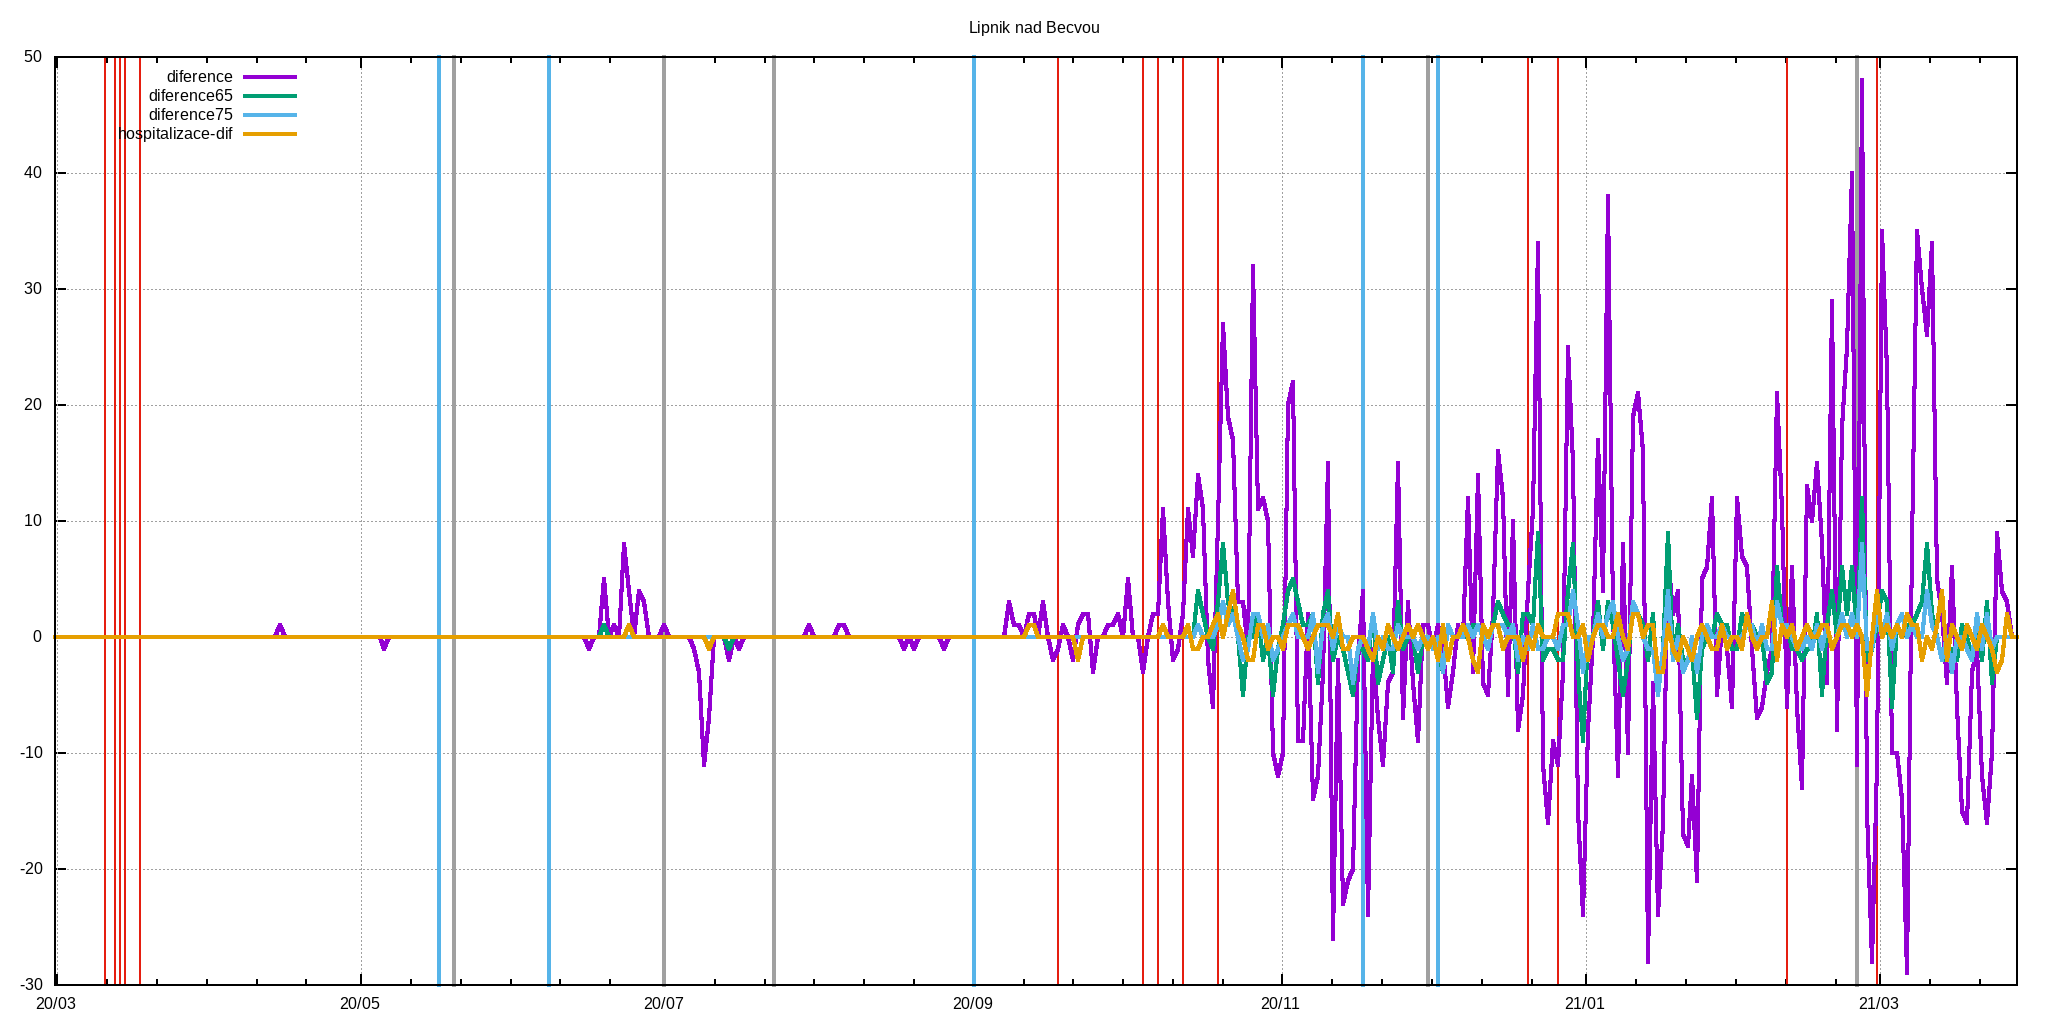 Lipnik nad Becvou
50
40
30
20
10
0
-10
-20
-30
diference
diference65
diference75
hospitalizace-dif
20/03 20/05 20/07 20/09 20/11 21/01 21/03